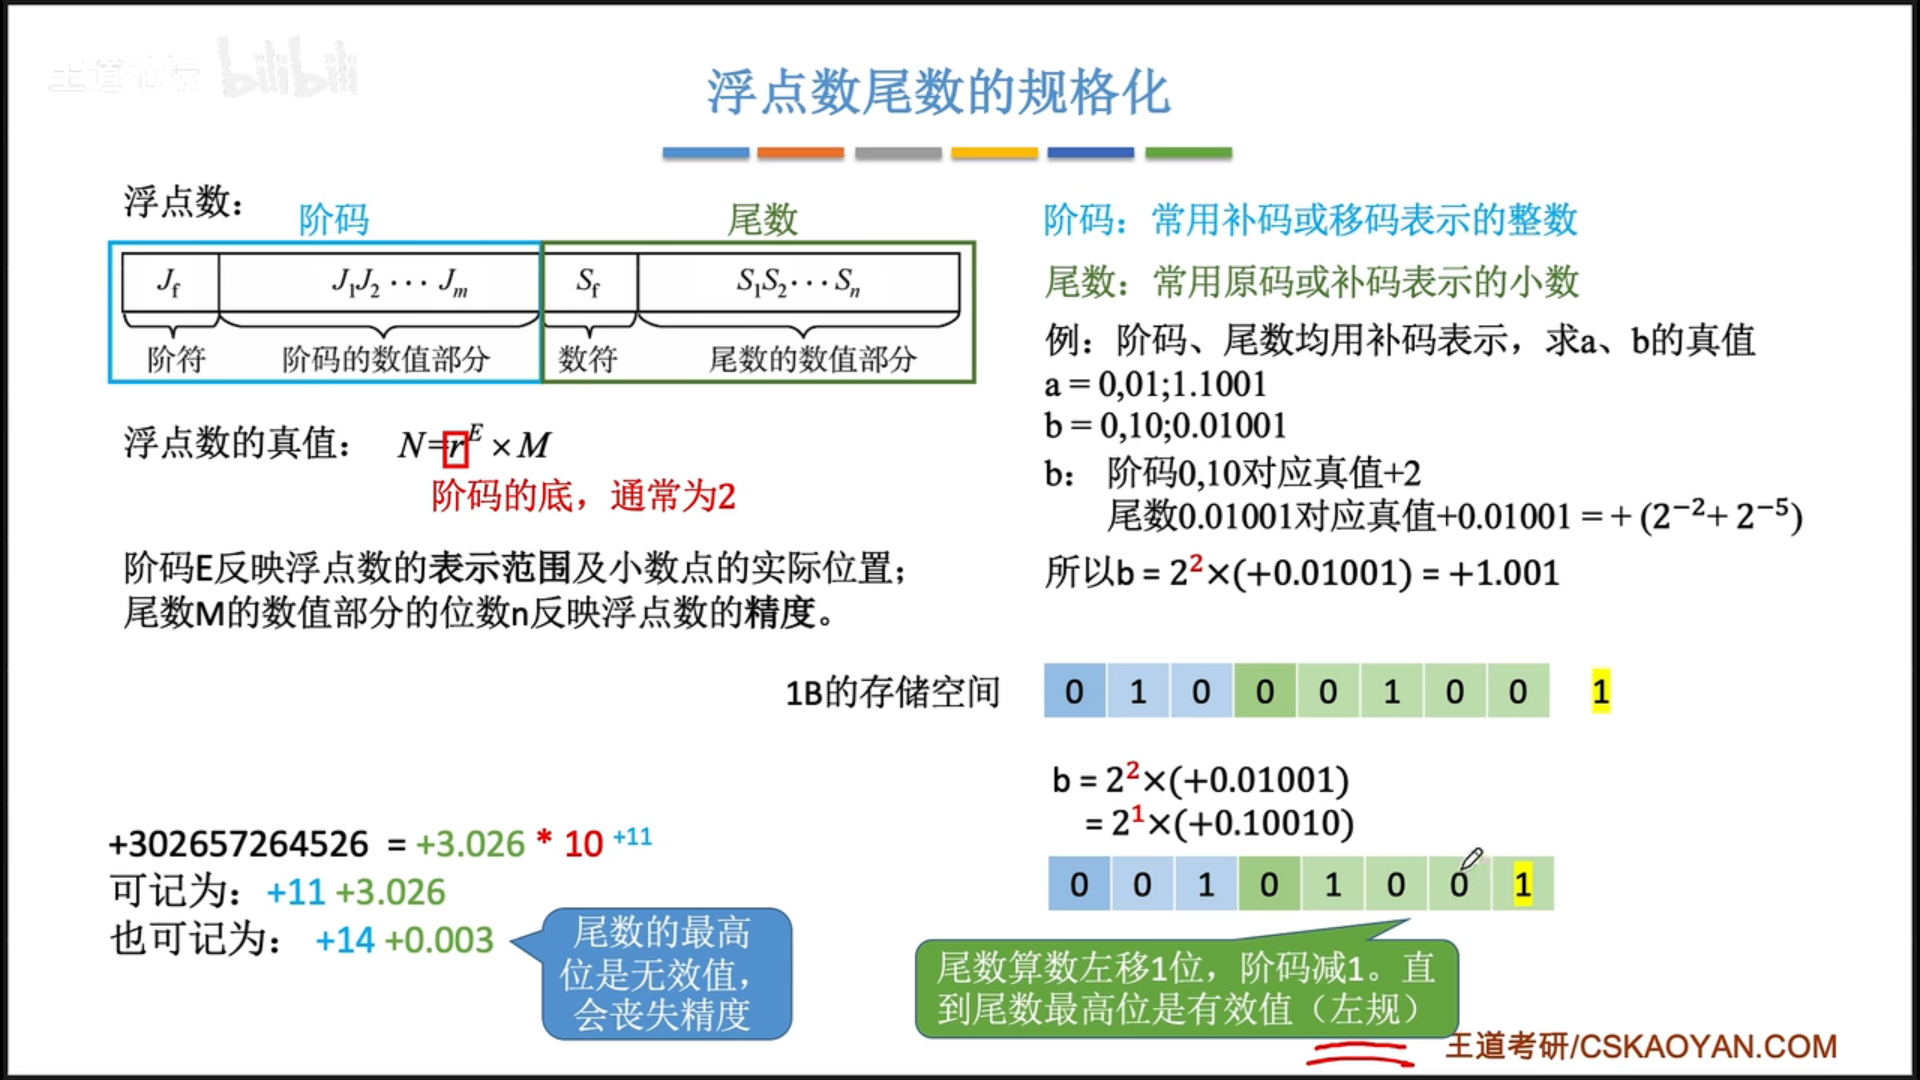 王道论坛 bilibili
浮点数尾数的规格化
浮点数：
阶码
尾数
J_f J_1J_2 ⋯ J_m S_f S_1S_2⋯S_n
阶符 阶码的数值部分 数符 尾数的数值部分
浮点数的真值： N=r^E×M
阶码的底，通常为2
阶码E反映浮点数的表示范围及小数点的实际位置；
尾数M的数值部分的位数n反映浮点数的精度。
阶码：常用补码或移码表示的整数
尾数：常用原码或补码表示的小数
例：阶码、尾数均用补码表示，求a、b的真值
a = 0,01;1.1001
b = 0,10;0.01001
b： 阶码0,10对应真值+2
尾数0.01001对应真值+0.01001 = + (2^{−2}+ 2^{−5})
所以b = 2^2×(+0.01001) = +1.001
1B的存储空间 0 1 0 0 0 1 0 0 1
b = 2^2×(+0.01001)
= 2^1×(+0.10010)
0 0 1 0 1 0 0 1
尾数算数左移1位，阶码减1。直
到尾数最高位是有效值（左规）
+302657264526 = +3.026 * 10 ^{+11}
可记为：+11 +3.026
也可记为： +14 +0.003
尾数的最高
位是无效值，
会丧失精度
王道考研/CSKAOYAN.COM